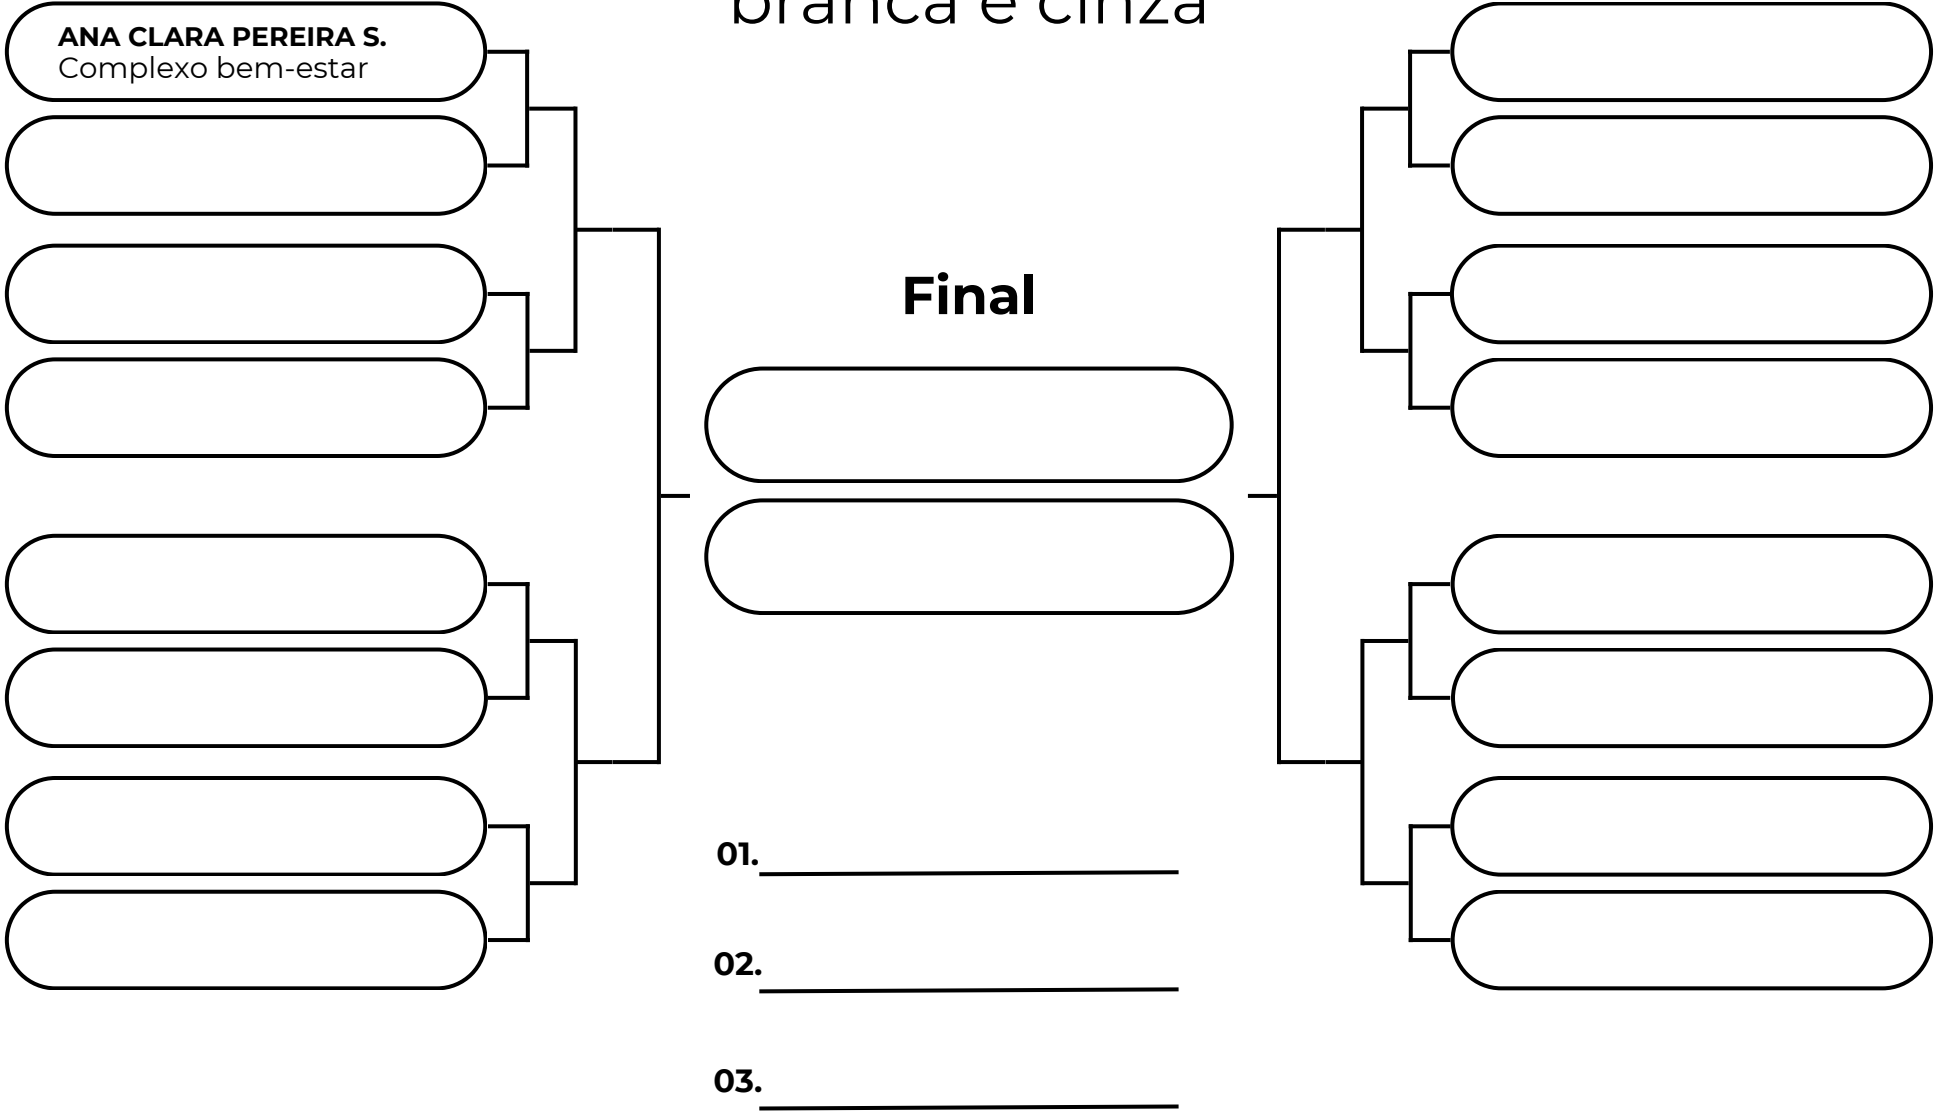 branca e cinza
ANA CLARA PEREIRA S.
Complexo bem-estar
Final
01.
02.
03.